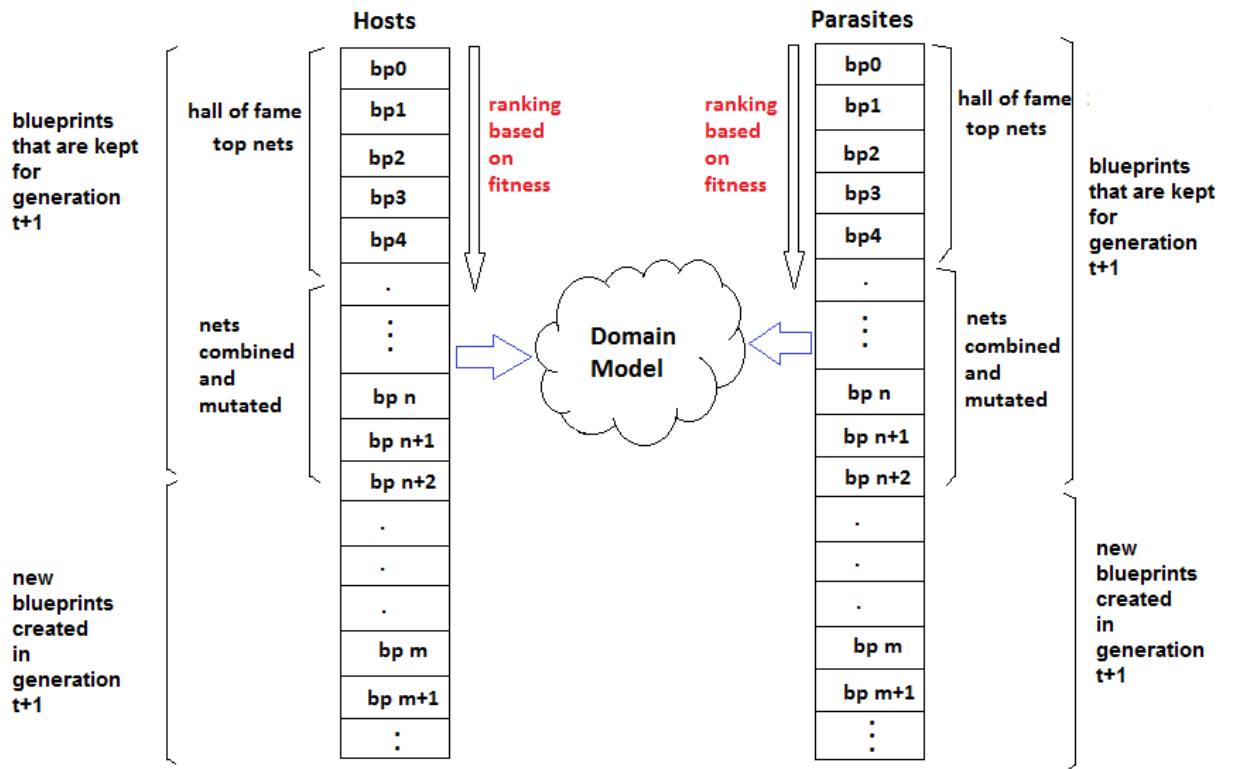 Hosts
Parasites
blueprints
that are kept
for
generation
t+1
hall of fame
top nets
nets
combined
and
mutated
new
blueprints
created
in
generation
t+1
bp0
bp1
bp2
bp3
bp4
.
⋮
bp n
bp n+1
bp n+2
.
.
.
bp m
bp m+1
⋮
ranking
based
on
fitness
Domain
Model
ranking
based
on
fitness
bp0
bp1
bp2
bp3
bp4
.
⋮
bp n
bp n+1
bp n+2
.
.
.
bp m
bp m+1
⋮
hall of fame
top nets
nets
combined
and
mutated
blueprints
that are kept
for
generation
t+1
new
blueprints
created
in
generation
t+1